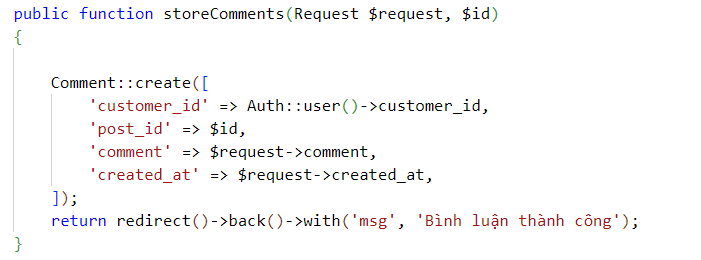 public function storeComments(Request $request, $id)
{
Comment::create([
'customer_id' => Auth::user()->customer_id,
'post_id' => $id,
'comment' => $request->comment,
'created_at' => $request->created_at,
]);
return redirect()->back()->with('msg', 'Bình luận thành công');
}